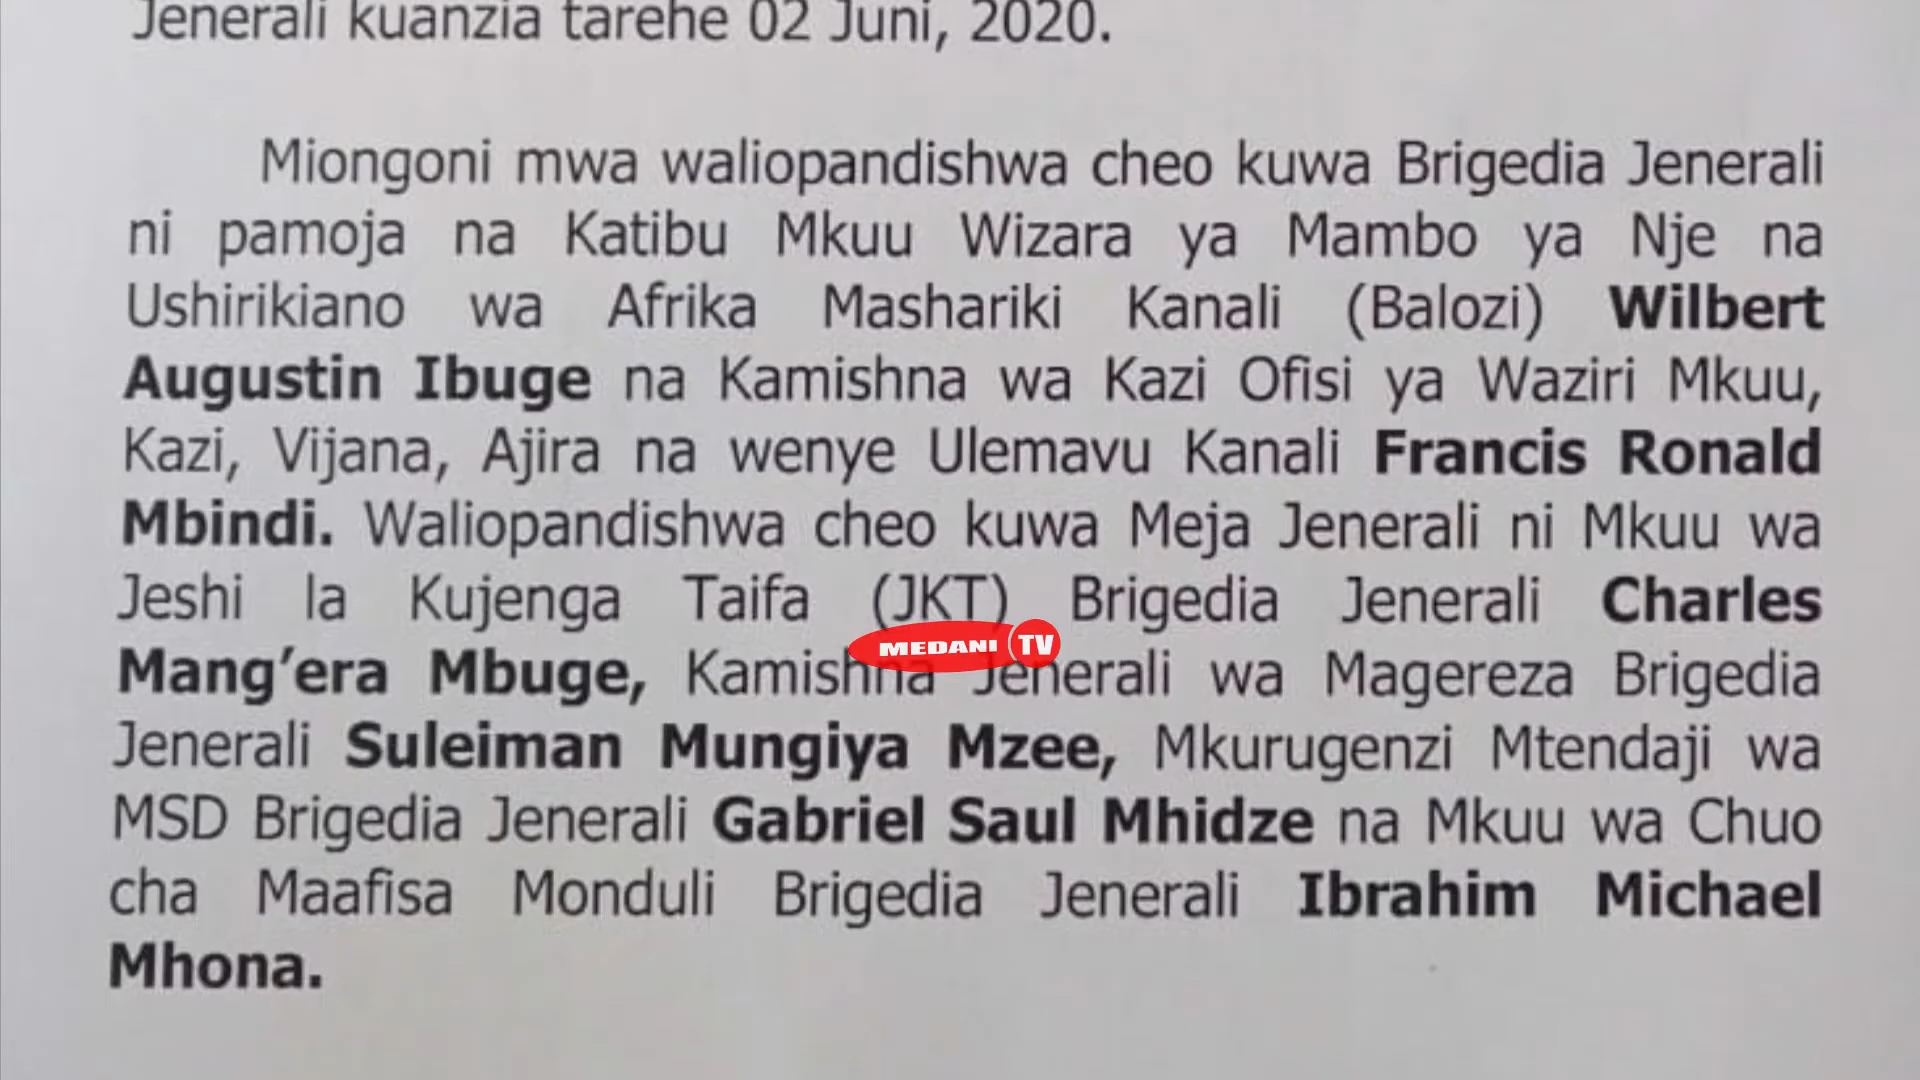 Jenerali kuanzia tarehe 02 Juni, 2020.
Miongoni mwa waliopandishwa cheo kuwa Brigedia Jenerali
ni pamoja na Katibu Mkuu Wizara ya Mambo ya Nje na
Ushirikiano wa Afrika Mashariki Kanali (Balozi) Wilbert
Augustin Ibuge na Kamishna wa Kazi Ofisi ya Waziri Mkuu,
Kazi, Vijana, Ajira na wenye Ulemavu Kanali Francis Ronald
Mbindi. Waliopandishwa cheo kuwa Meja Jenerali ni Mkuu wa
Jeshi la Kujenga Taifa (JKT) Brigedia Jenerali Charles
MEDANI TV
Mang'era Mbuge, Kamishna Jenerali wa Magereza Brigedia
Jenerali Suleiman Mungiya Mzee, Mkurugenzi Mtendaji wa
MSD Brigedia Jenerali Gabriel Saul Mhidze na Mkuu wa Chuo
cha Maafisa Monduli Brigedia Jenerali Ibrahim Michael
Mhona.